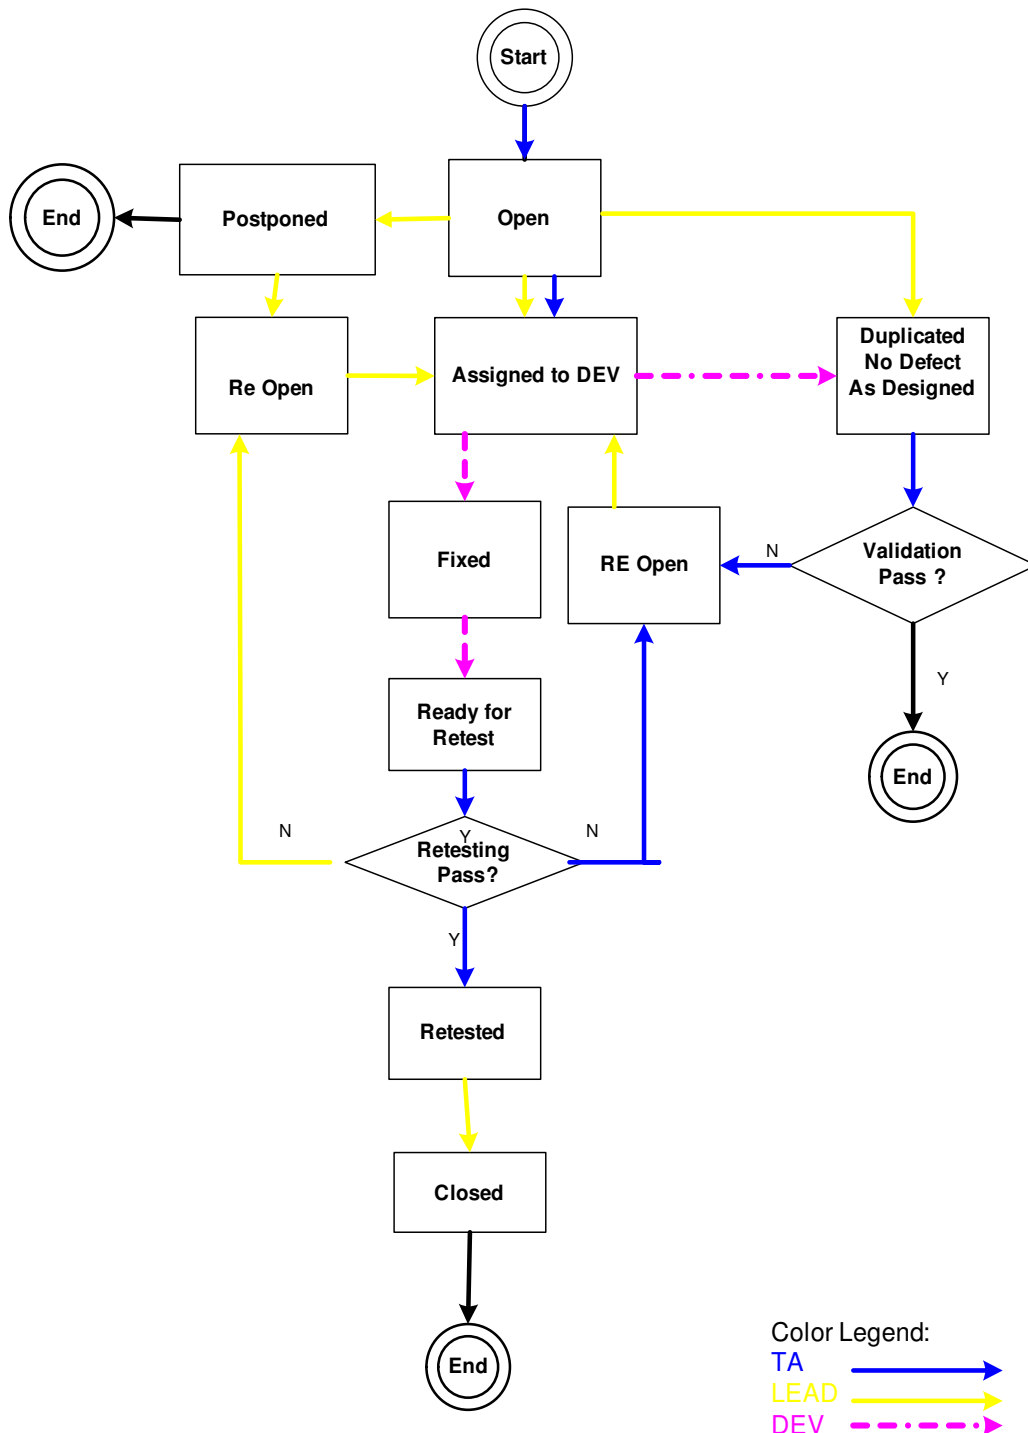 Start
End
Postponed
Open
Duplicated
No Defect
As Designed
Re Open
Assigned to DEV
Fixed
RE Open
N
Validation
Pass ?
Y
Ready for
Retest
End
N
Y
N
Retesting
Pass?
Y
Retested
Closed
End
Color Legend:
TA
LEAD
DEV